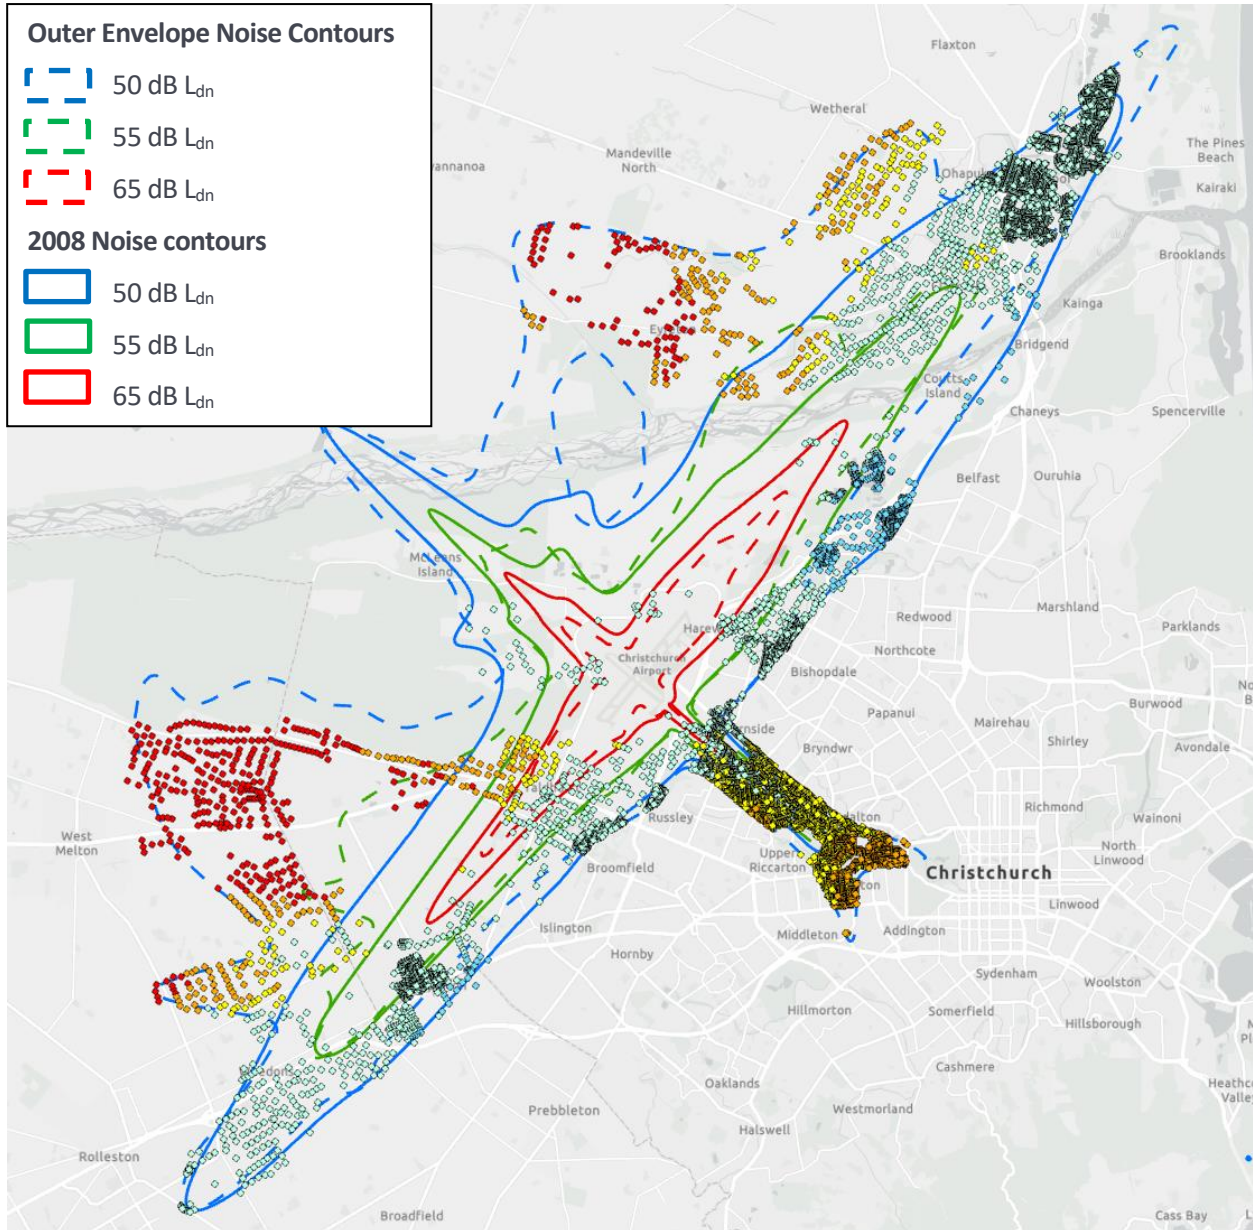 Outer Envelope Noise Contours
50 dB Ldn
55 dB Ldn
65 dB Ldn
2008 Noise contours
50 dB Ldn
55 dB Ldn
65 dB Ldn
Flaxton
Wetheral
Mandeville
North
The Pines
Beach
Kairaki
Brooklands
Kainga
Bridgend
Coutts
Island
Chaneys
Spencerville
Belfast
Ouruhia
McLeans
Island
Marshland
Redwood
Parklands
Northcote
Christchurch
Airport
Bishopdale
Burwood
Papanui
Mairehau
Shirley
Avondale
Bryndwr
Richmond
Wainoni
Russley
West
Melton
North
Linwood
Upper
Riccarton
Broomfield
Christchurch
Linwood
Islington
Middleton
Addington
Hornby
Sydenham
Woolston
Hillmorton
Somerfield
Hillsborough
Cashmere
Oaklands
Westmorland
Prebbleton
Halswell
Rolleston
Broadfield
Cass Bay